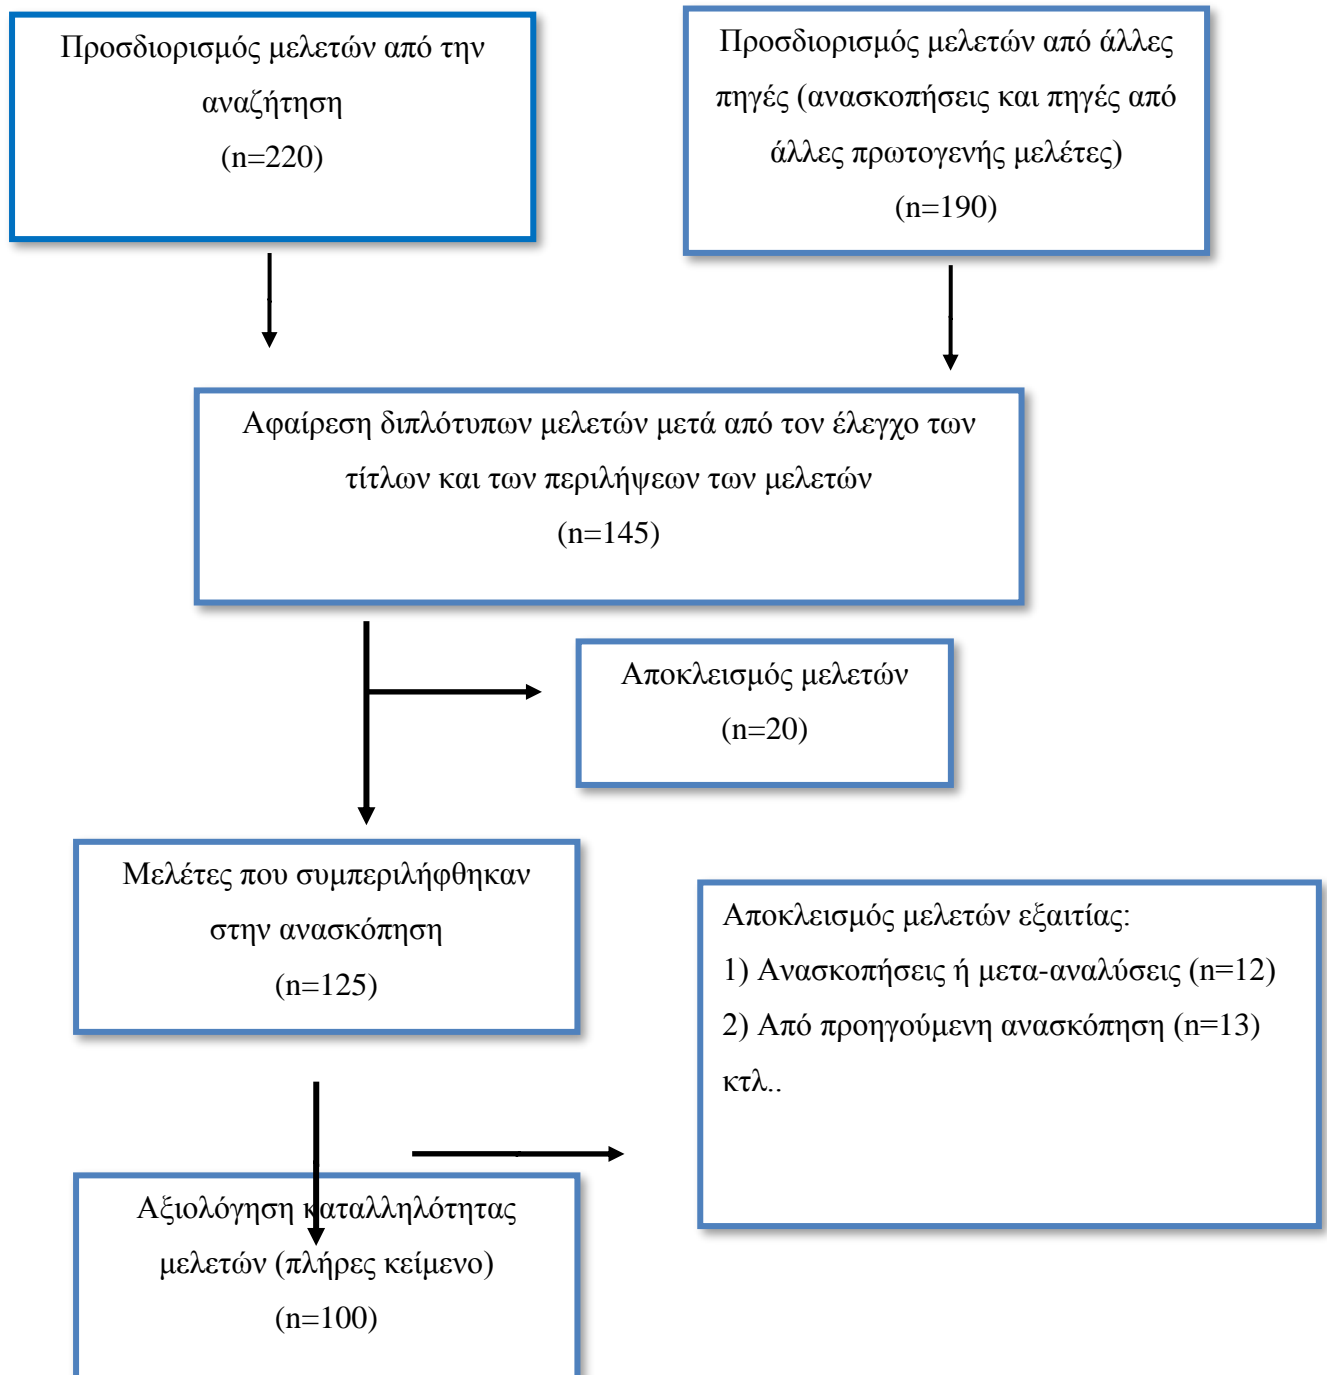 Προσδιορισμός μελετών από την
αναζήτηση
(n=220)
Προσδιορισμός μελετών από άλλες
πηγές (ανασκοπήσεις και πηγές από
άλλες πρωτογενής μελέτες)
(n=190)
Αφαίρεση διπλότυπων μελετών μετά από τον έλεγχο των
τίτλων και των περιλήψεων των μελετών
(n=145)
Αποκλεισμός μελετών
(n=20)
Μελέτες που συμπεριλήφθηκαν
στην ανασκόπηση
(n=125)
Αποκλεισμός μελετών εξαιτίας:
1) Ανασκοπήσεις ή μετα-αναλύσεις (n=12)
2) Από προηγούμενη ανασκόπηση (n=13)
κτλ..
Αξιολόγηση καταλληλότητας
μελετών (πλήρες κείμενο)
(n=100)